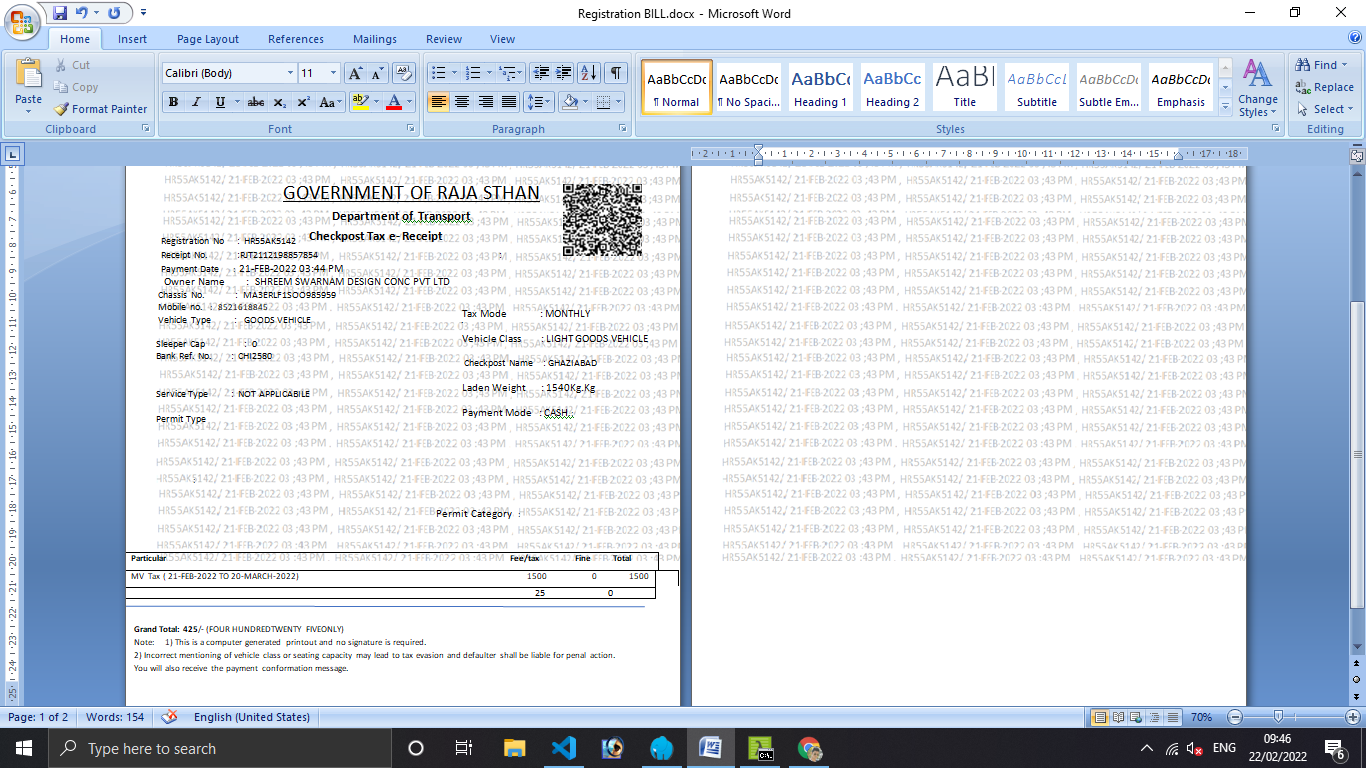 Registration BILL.docx - Microsoft Word
Home Insert Page Layout References Mailings Review View
Paste
Cut
Copy
Format Painter
Clipboard
Calibri (Body) 11
Font
Paragraph
AaBbCcDc AaBbCcDc AaBbCc AaBbCc AaBl AaBbCcL AaBbCcDc AaBbCcDc
¶ Normal ¶ No Spaci... Heading 1 Heading 2 Title Subtitle Subtle Em... Emphasis
Change Styles
Styles
Find
Replace
Select
Editing
GOVERNMENT OF RAJA STHAN
Department of Transport
Checkpost Tax e-Receipt
Registration No : HR55AK5142
Receipt No. :RJT2112198857854 :
Payment Date : 21-FEB-2022 03:44 PM
Owner Name : SHREEM SWARNAM DESIGN CONC PVT LTD
Chassis No. : MA3ERLF1SOO985959
Mobile no. : 8521618845
Vehicle Type : GOODS VEHICLE
Sleeper Cap : 0
Bank Ref. No. : CHI2580
Service Type : NOT APPLICABILE
Permit Type
Tax Mode : MONTHLY
Vehicle Class : LIGHT GOODS VEHICLE
Checkpost Name : GHAZIABAD
Laden Weight : 1540Kg.Kg
Payment Mode : CASH :
Permit Category :
HR55AK5142/ 21-FEB-2022 03 ;43 PM , HR55AK5142/ 21-FEB-2022 03 ;43 PM , HR55AK5142/ 21-FEB-2022 03 ;43 PM
Particular Fee/tax Fine Total
MV Tax ( 21-FEB-2022 TO 20-MARCH-2022) 1500 0 1500
25 0
Grand Total: 425/- (FOUR HUNDREDTWENTY FIVEONLY)
Note: 1) This is a computer generated printout and no signature is required.
2) Incorrect mentioning of vehicle class or seating capacity may lead to tax evasion and defaulter shall be liable for penal action.
You will also receive the payment conformation message.
Page: 1 of 2 Words: 154 English (United States) 70%
Type here to search
ENG
09:46
22/02/2022
6